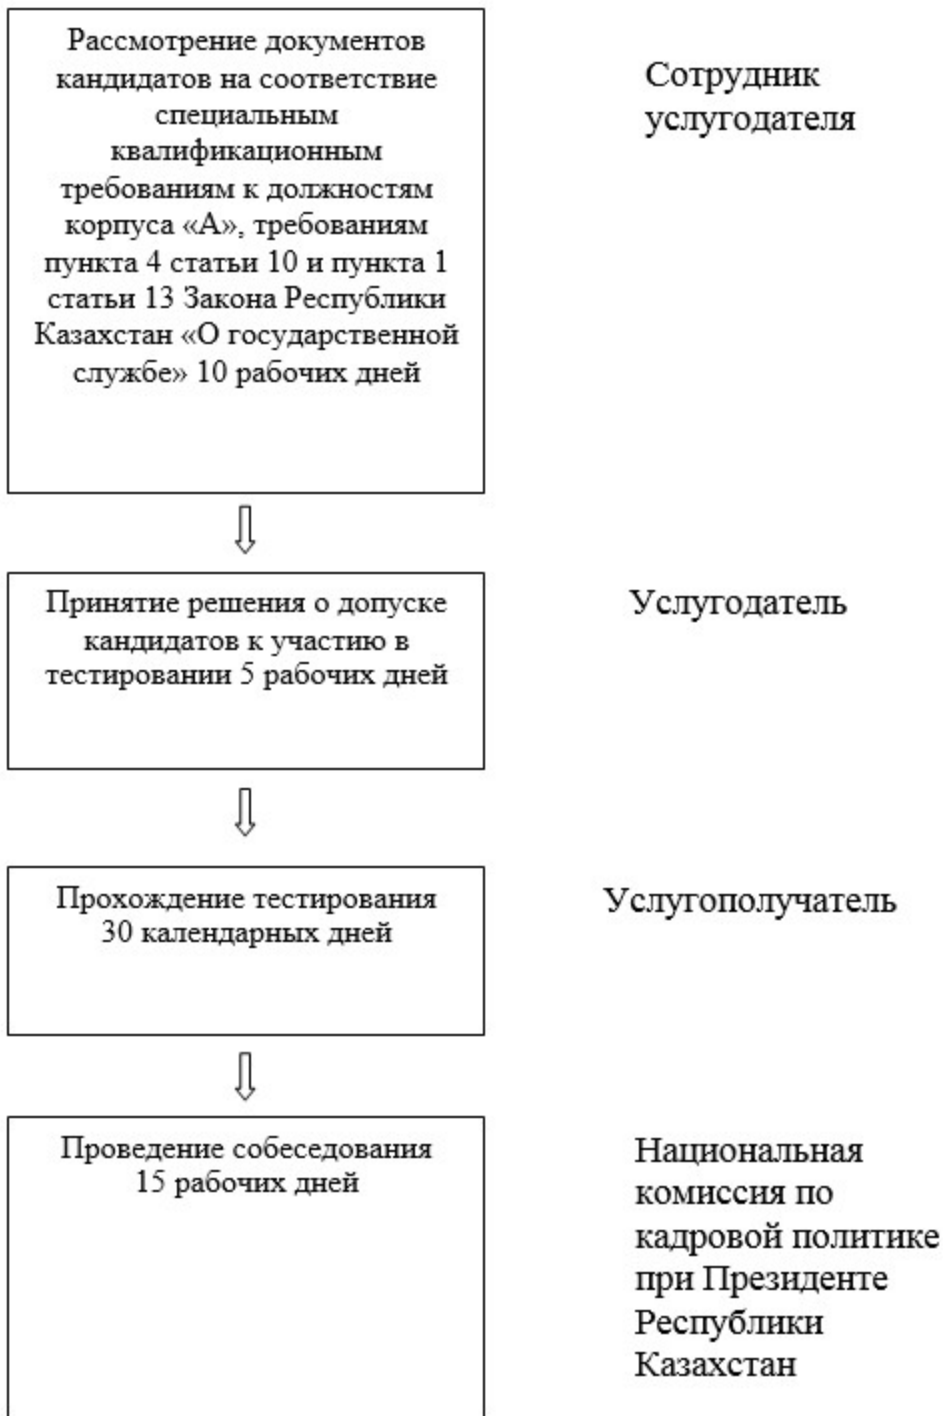 Рассмотрение документов
кандидатов на соответствие
специальным
квалификационным
требованиям к должностям
корпуса «А», требованиям
пункта 4 статьи 10 и пункта 1
статьи 13 Закона Республики
Казахстан «О государственной
службе» 10 рабочих дней
Сотрудник
услугодателя
Принятие решения о допуске
кандидатов к участию в
тестировании 5 рабочих дней
Услугодатель
Прохождение тестирования
30 календарных дней
Услугополучатель
Проведение собеседования
15 рабочих дней
Национальная
комиссия по
кадровой политике
при Президенте
Республики
Казахстан